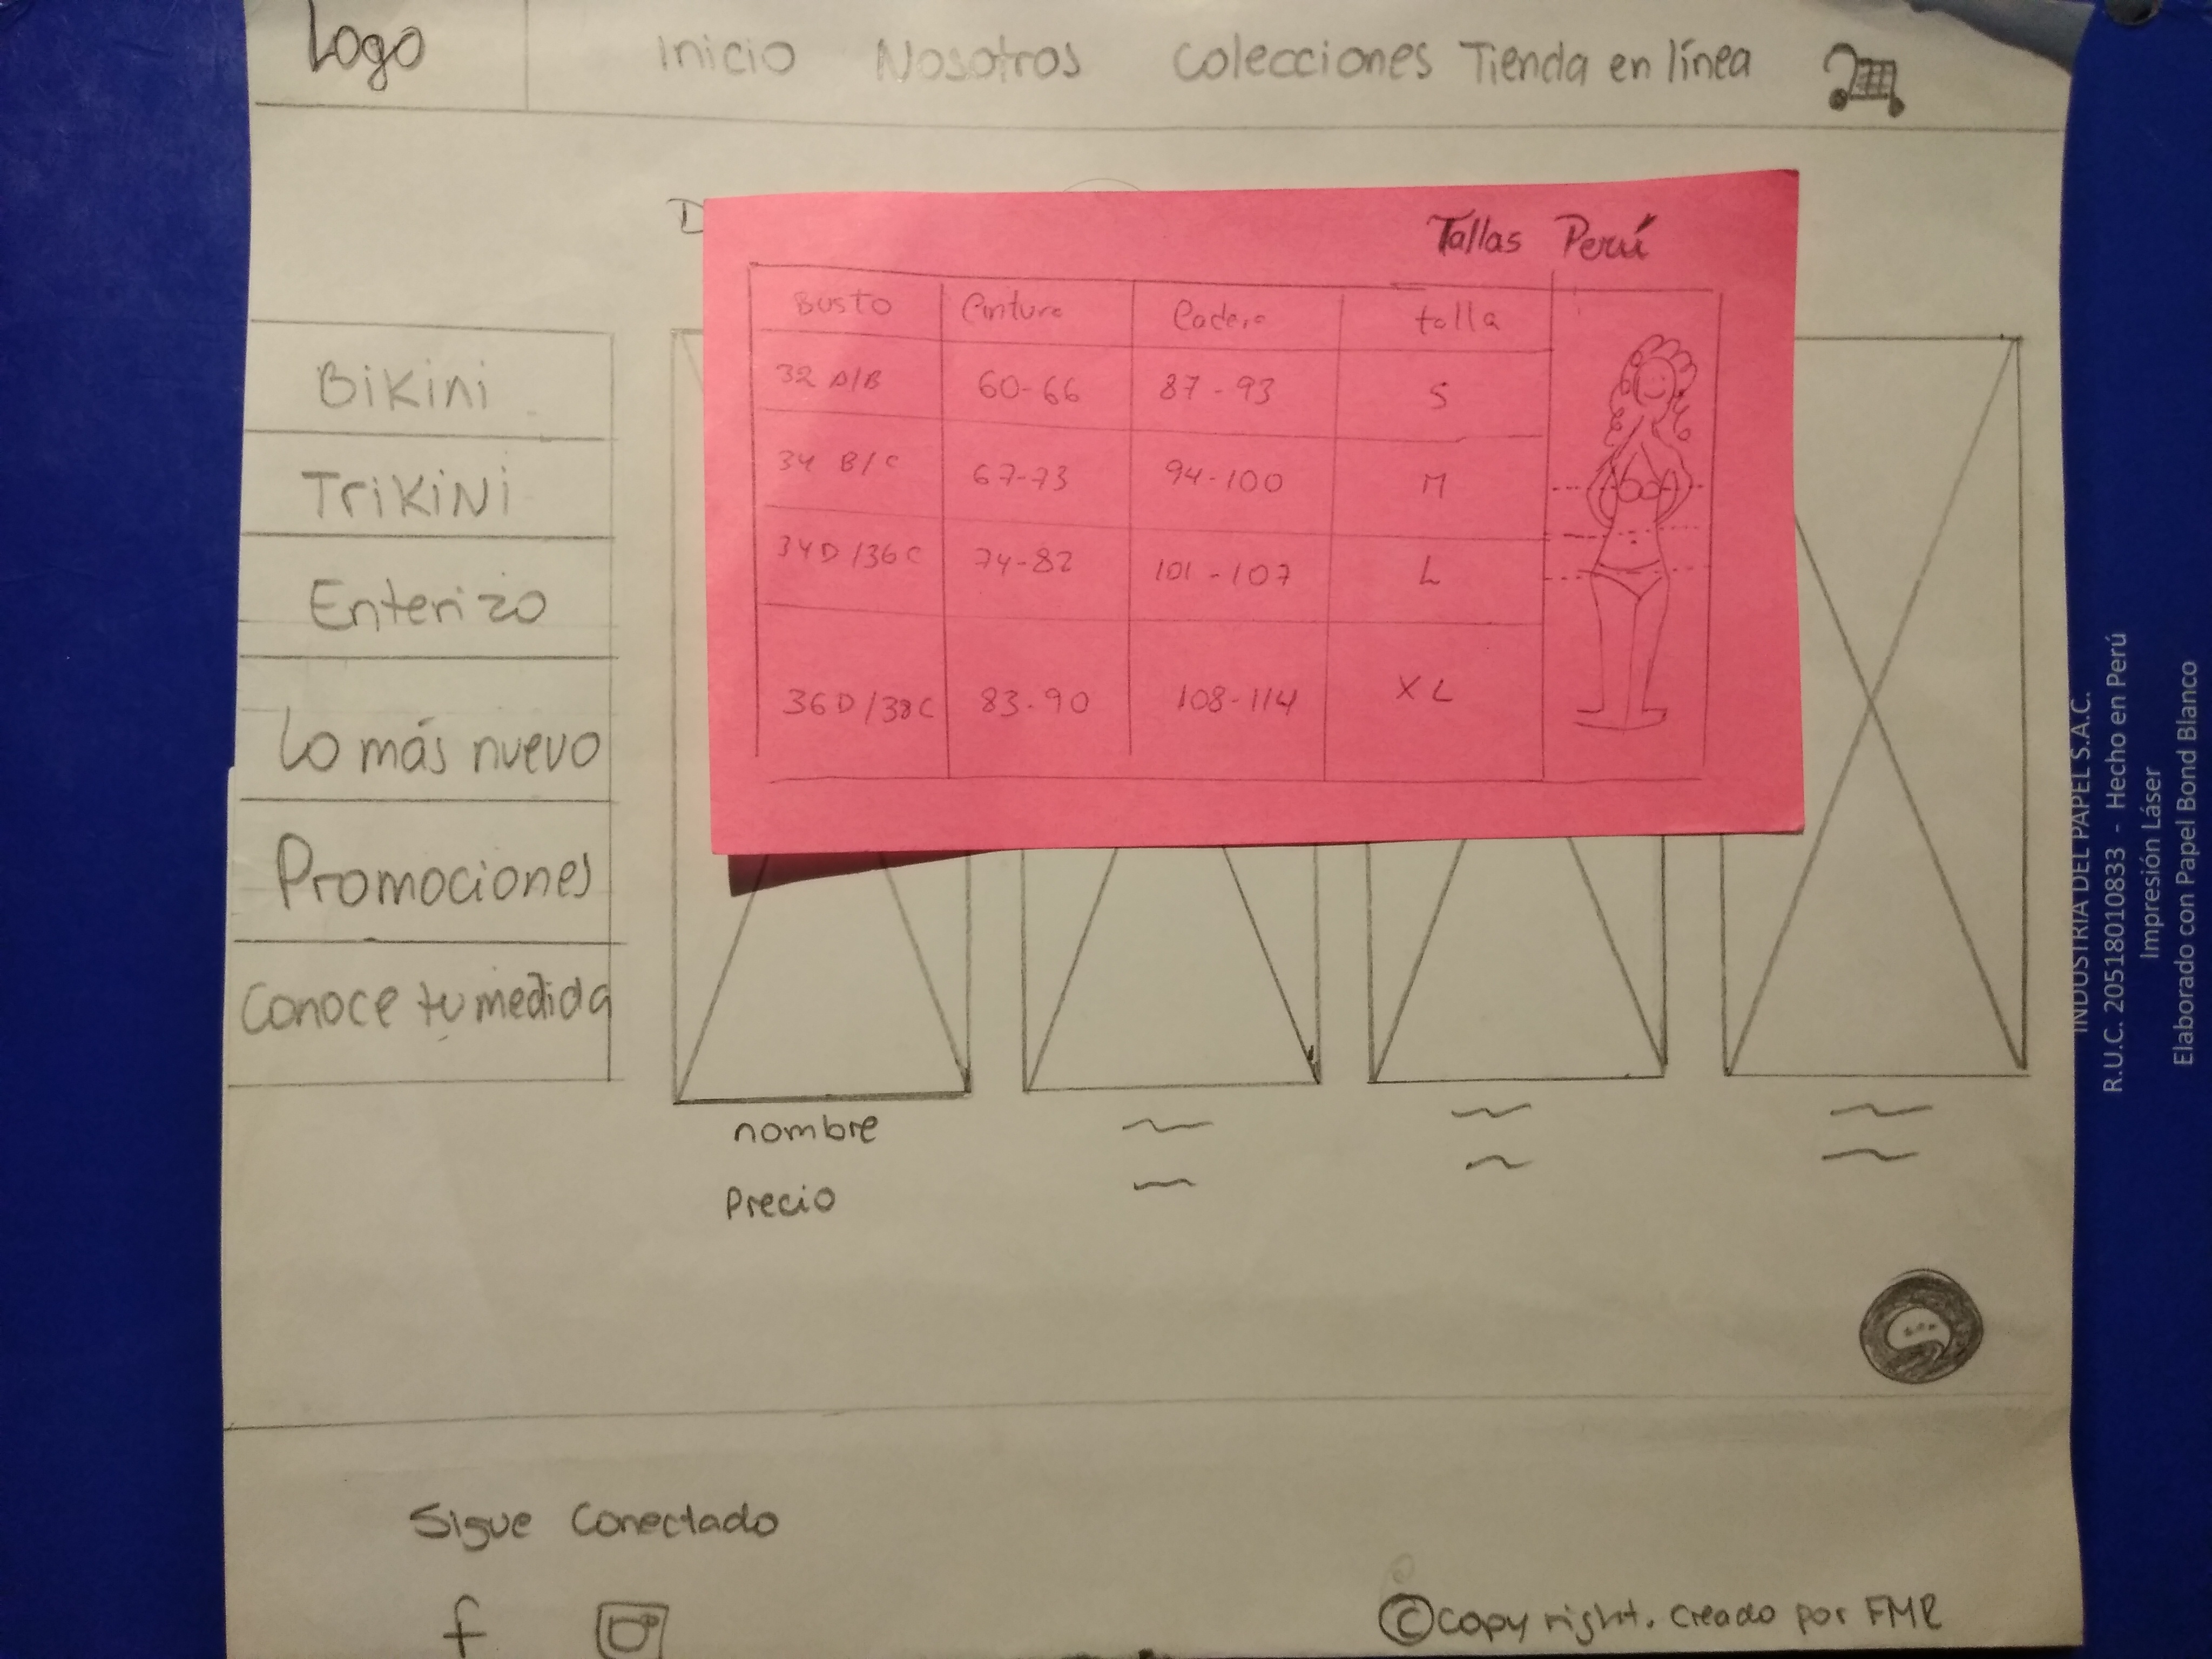 Logo
Inicio Nosotros Colecciones Tienda en línea
D
Tallas Perú
Busto Cintura Cadera talla
32 A/B 60-66 87-93 S
34 B/C 67-73 94-100 M
34D/36C 74-82 101-107 L
36D/38C 83-90 108-114 XL
Bikini
Trikini
Enterizo
Lo más nuevo
Promociones
Conoce tu medida
nombre
Precio
Sigue Conectado
f
©copyright. Creado por FMR
INDUSTRIA DEL PAPEL S.A.C.
R.U.C. 20518010833 - Hecho en Perú
Impresión Láser
Elaborado con Papel Bond Blanco